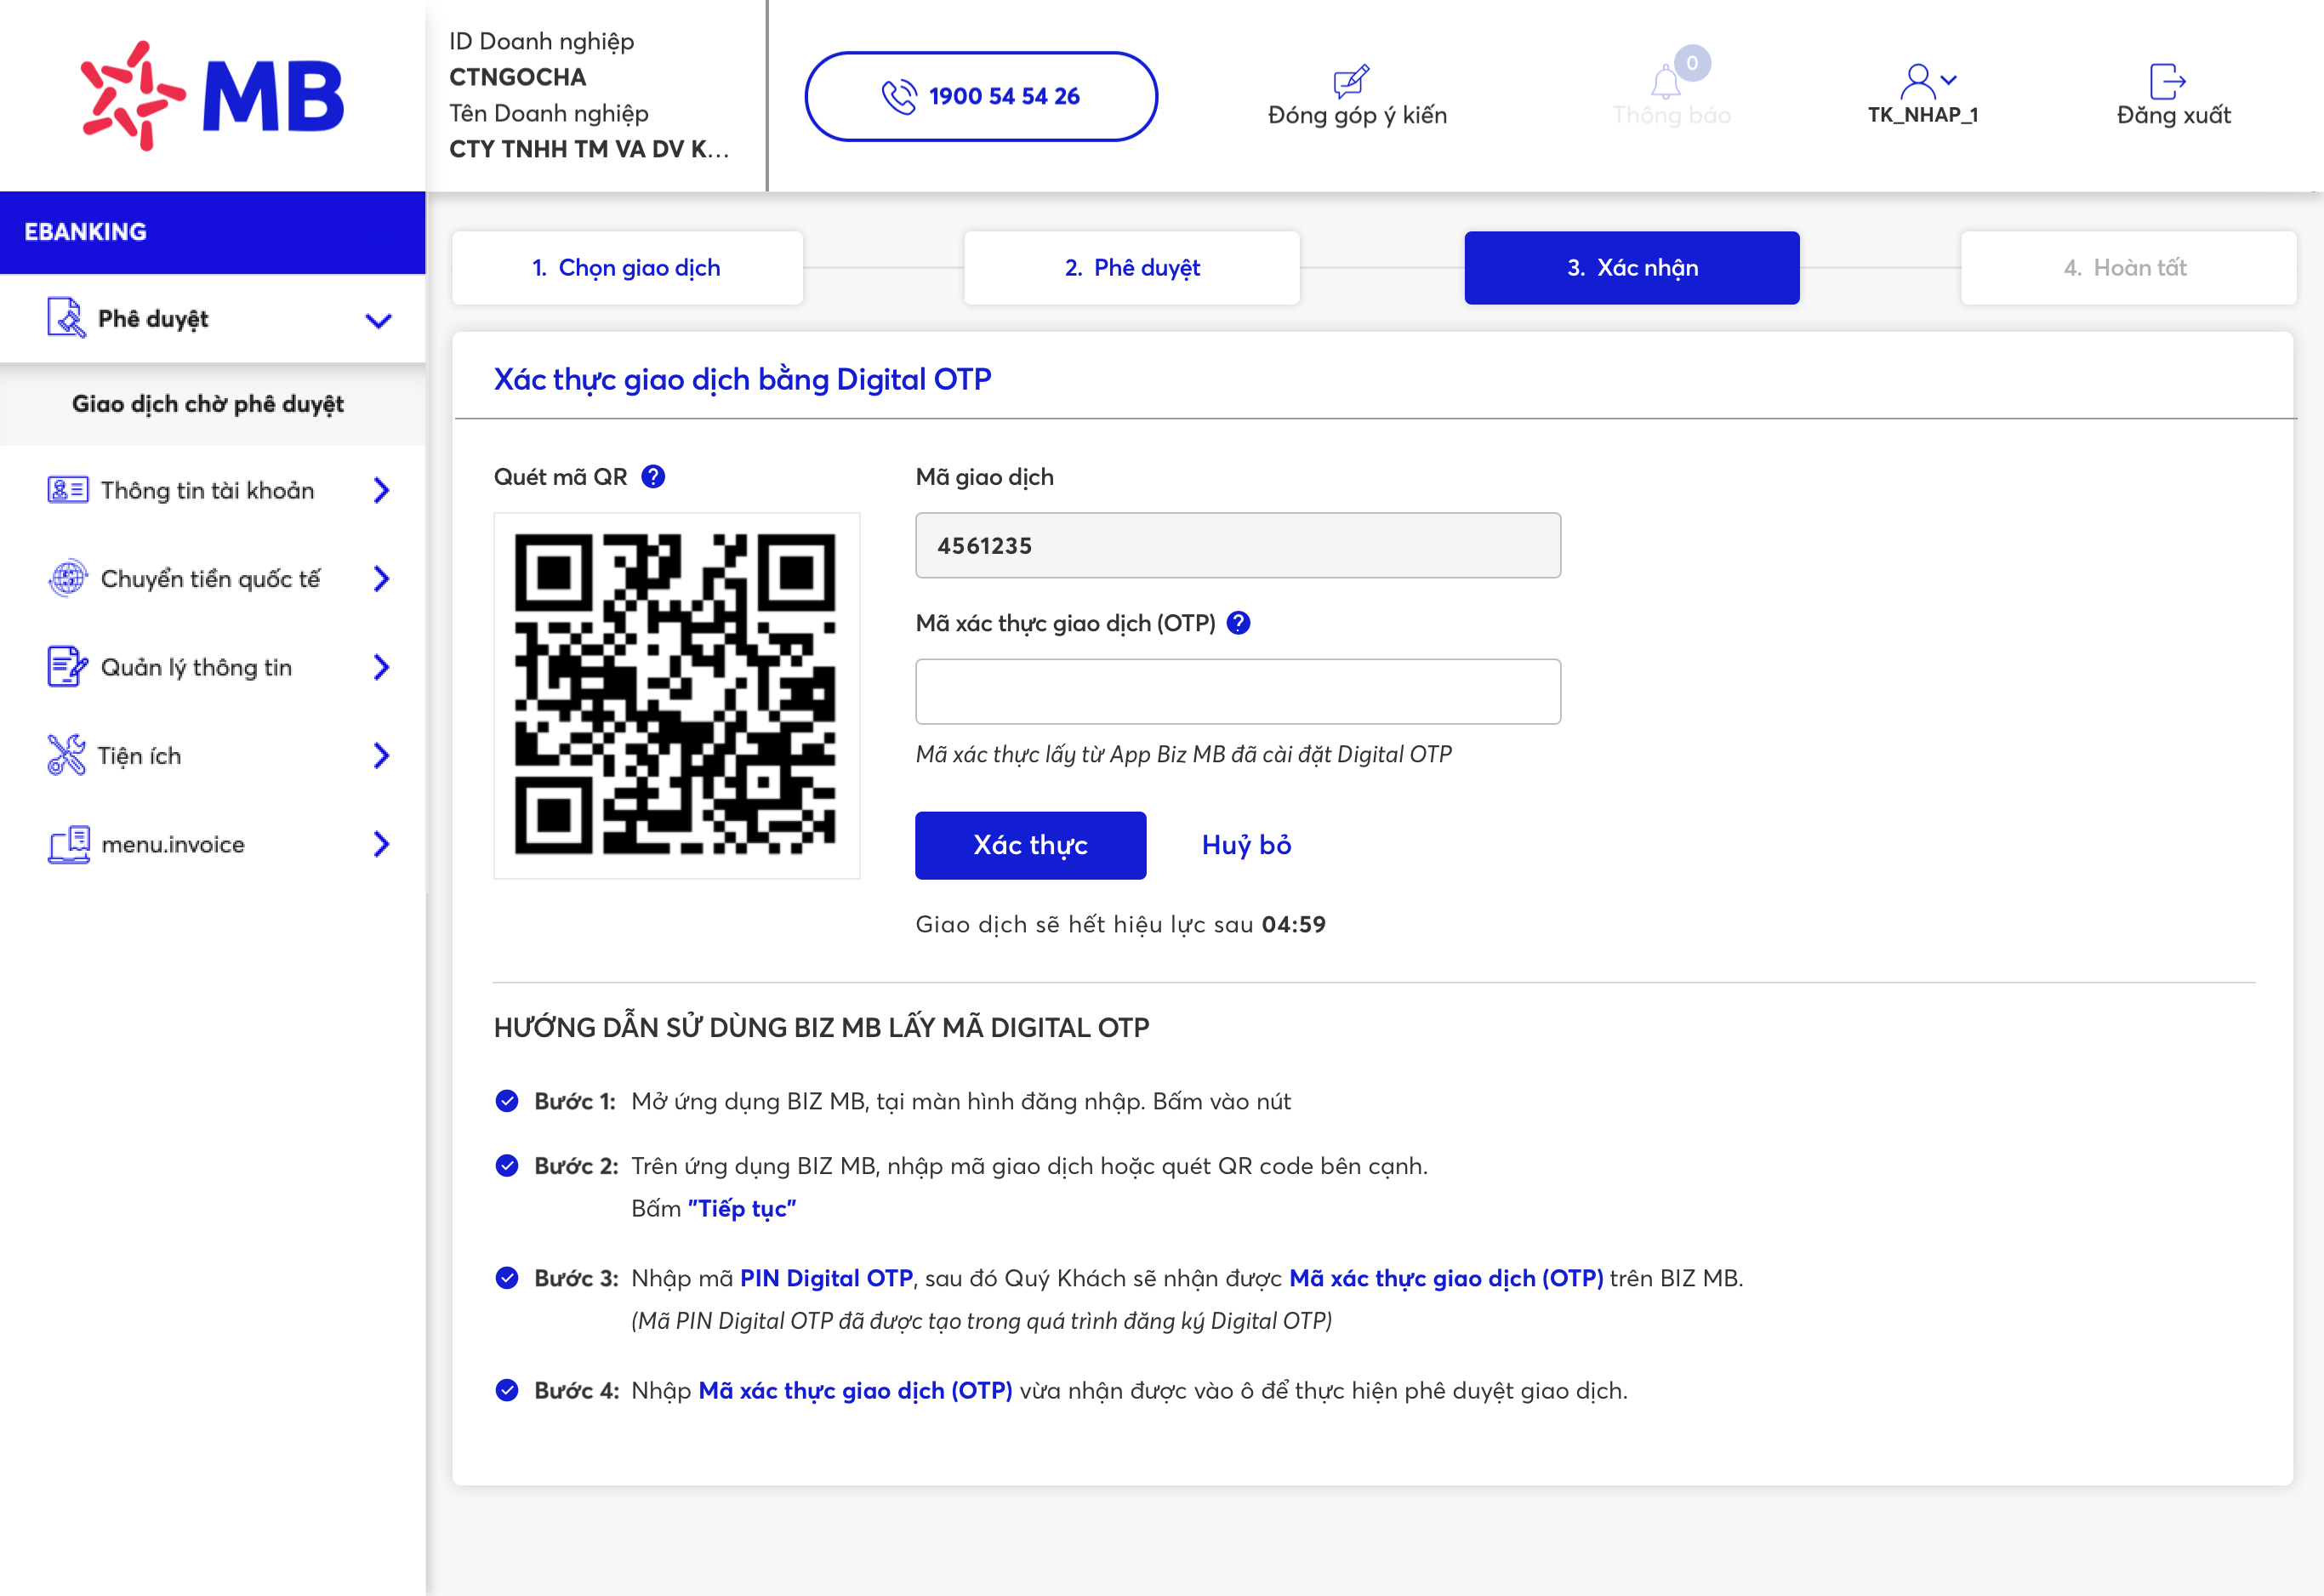 MB
ID Doanh nghiệp
CTNGOCHA
Tên Doanh nghiệp
CTY TNHH TM VA DV K...
1900 54 54 26
Đóng góp ý kiến
0
Thông báo
TK_NHAP_1
Đăng xuất
EBANKING
Phê duyệt
Giao dịch chờ phê duyệt
Thông tin tài khoản
Chuyển tiền quốc tế
Quản lý thông tin
Tiện ích
menu.invoice
1. Chọn giao dịch
2. Phê duyệt
3. Xác nhận
4. Hoàn tất
Xác thực giao dịch bằng Digital OTP
Quét mã QR ?
Mã giao dịch
4561235
Mã xác thực giao dịch (OTP) ?
Mã xác thực lấy từ App Biz MB đã cài đặt Digital OTP
Xác thực
Huỷ bỏ
Giao dịch sẽ hết hiệu lực sau 04:59
HƯỚNG DẪN SỬ DÙNG BIZ MB LẤY MÃ DIGITAL OTP
Bước 1: Mở ứng dụng BIZ MB, tại màn hình đăng nhập. Bấm vào nút
Bước 2: Trên ứng dụng BIZ MB, nhập mã giao dịch hoặc quét QR code bên cạnh.
Bấm "Tiếp tục"
Bước 3: Nhập mã PIN Digital OTP, sau đó Quý Khách sẽ nhận được Mã xác thực giao dịch (OTP) trên BIZ MB.
(Mã PIN Digital OTP đã được tạo trong quá trình đăng ký Digital OTP)
Bước 4: Nhập Mã xác thực giao dịch (OTP) vừa nhận được vào ô để thực hiện phê duyệt giao dịch.